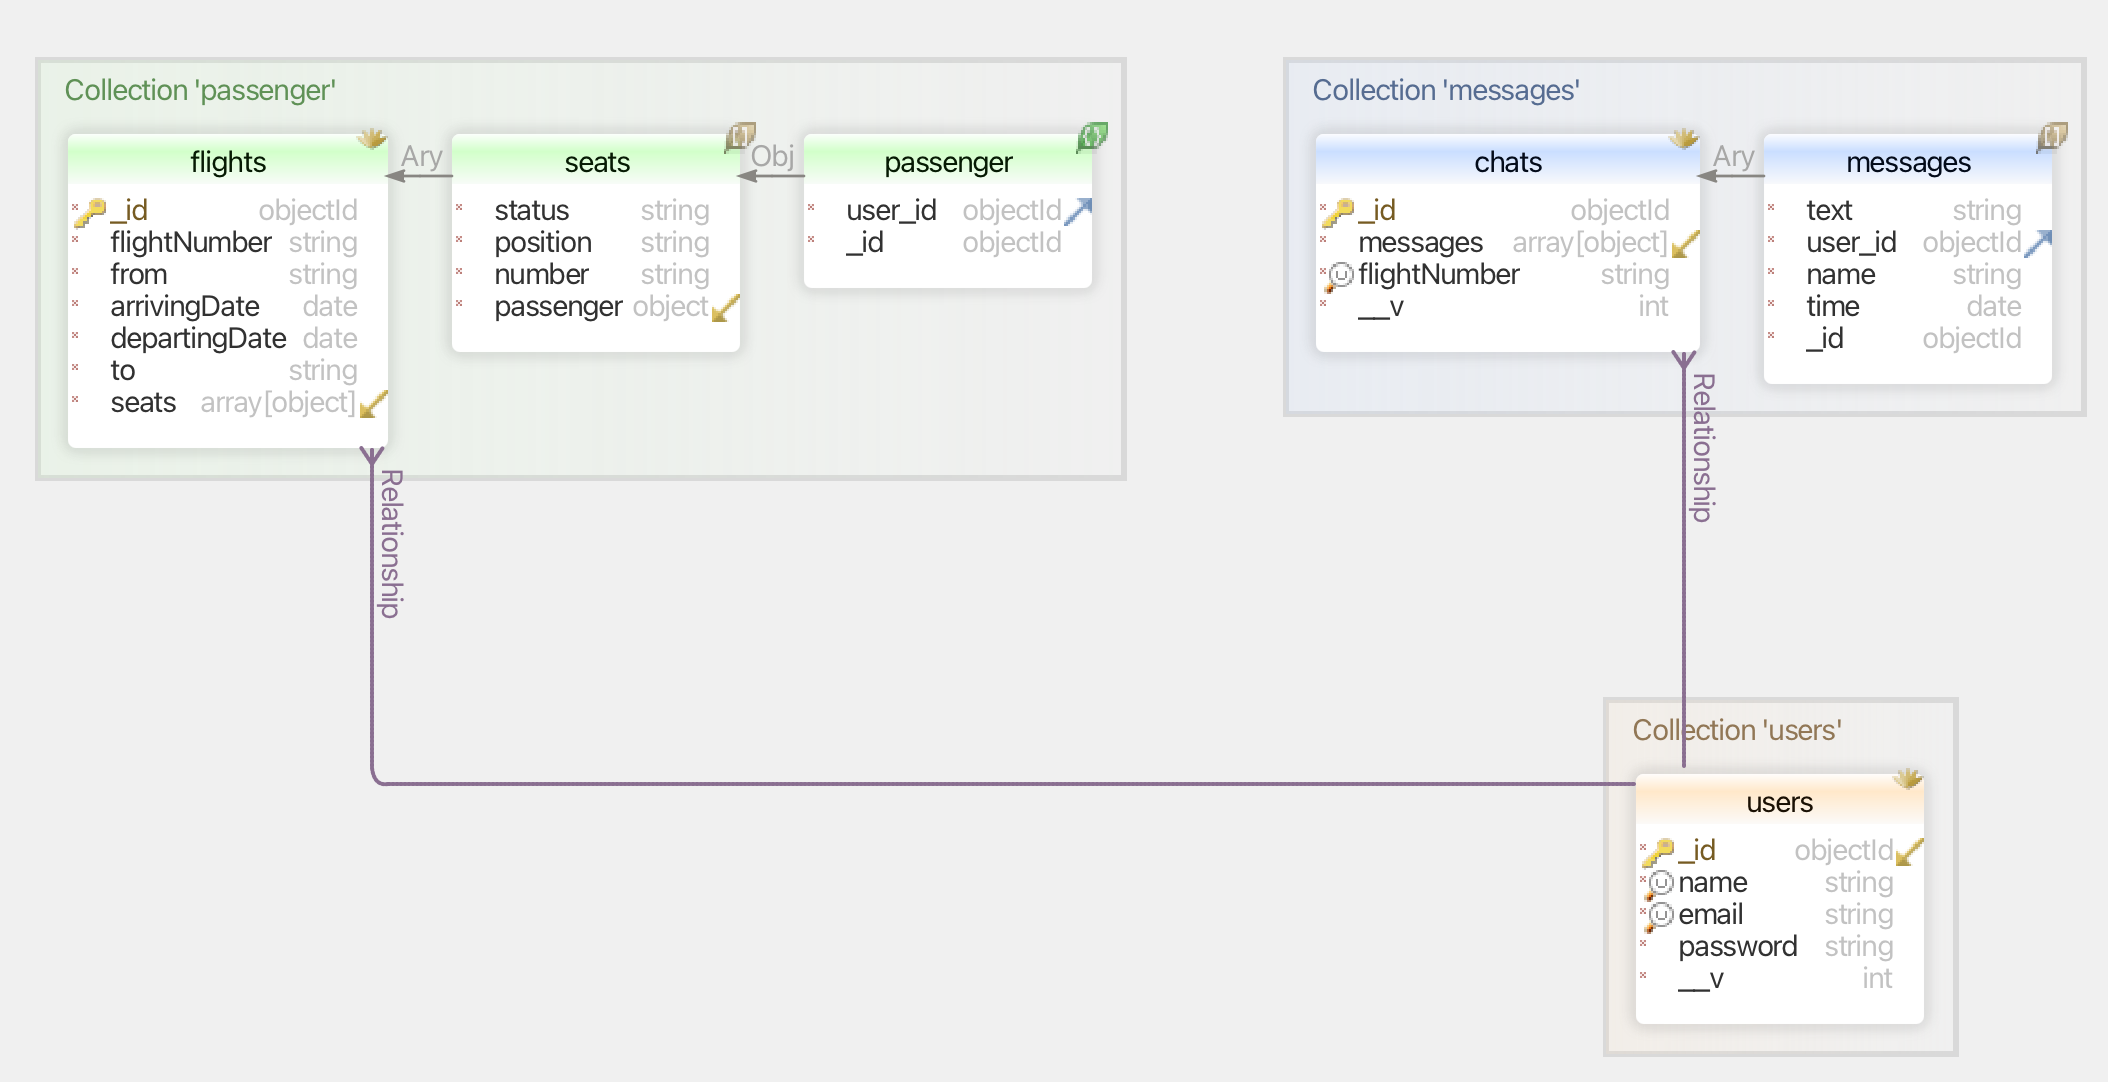 Collection 'passenger'
flights
_id objectId
flightNumber string
from string
arrivingDate date
departingDate date
to string
seats array[object]
Ary
seats
status string
position string
number string
passenger object
Obj
passenger
user_id objectId
_id objectId
Relationship
Collection 'messages'
chats
_id objectId
messages array[object]
flightNumber string
__v int
Ary
messages
text string
user_id objectId
name string
time date
_id objectId
Relationship
Collection 'users'
users
_id objectId
name string
email string
password string
__v int